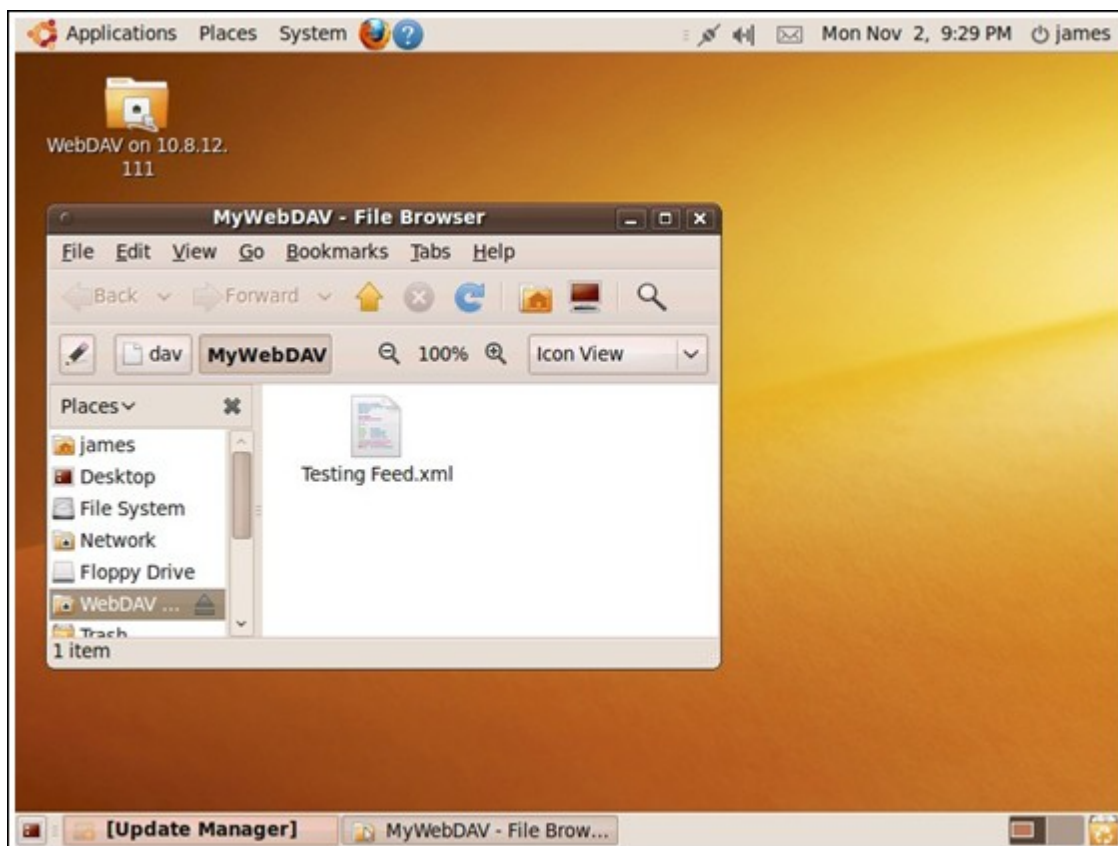 Applications Places System ? Mon Nov 2, 9:29 PM james
WebDAV on 10.8.12.
111
MyWebDAV - File Browser
File Edit View Go Bookmarks Tabs Help
Back Forward
dav MyWebDAV 100% Icon View
Places
james
Desktop
File System
Network
Floppy Drive
WebDAV ...
Trash
Testing Feed.xml
1 item
[Update Manager] MyWebDAV - File Brow...